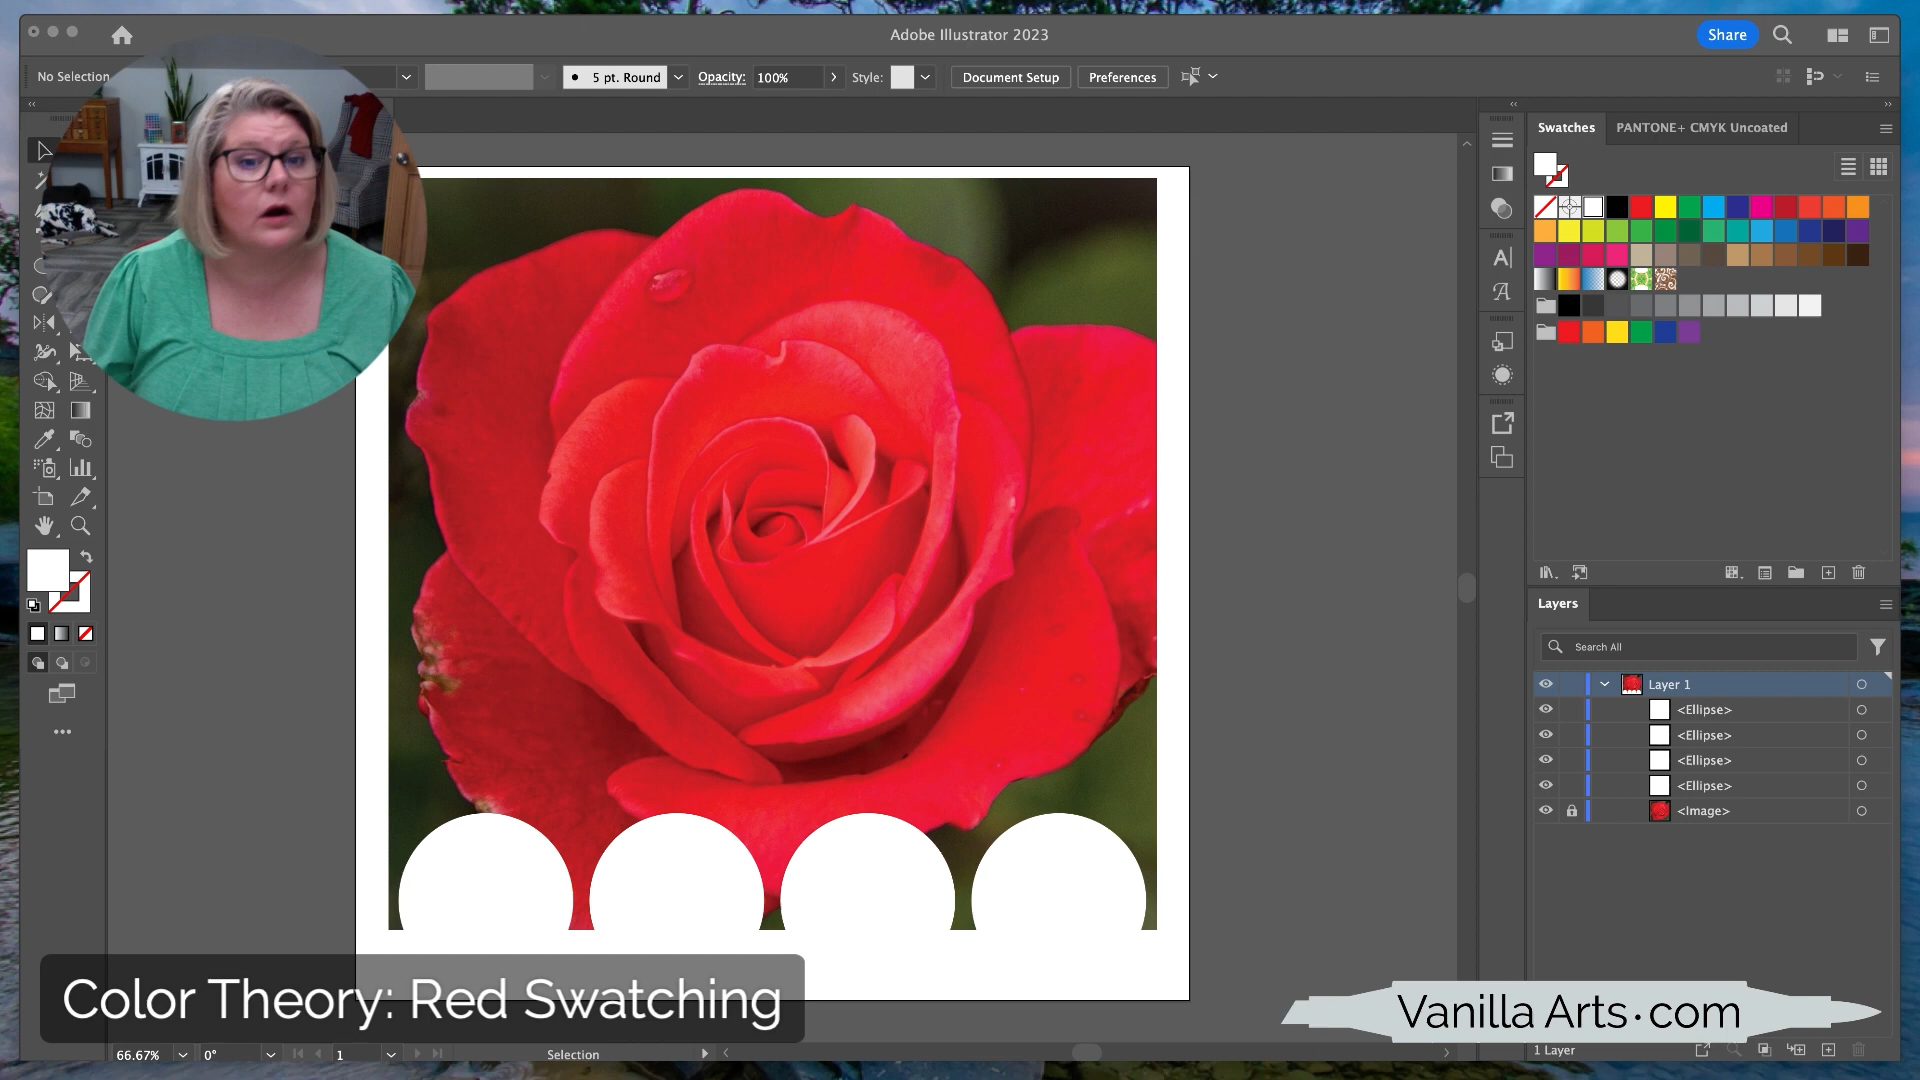 Adobe Illustrator 2023
Share
No Selection
5 pt. Round
Opacity:
100%
Style:
Document Setup
Preferences
Swatches
PANTONE+ CMYK Uncoated
Layers
Search All
Layer 1
<Ellipse>
<Ellipse>
<Ellipse>
<Ellipse>
<Image>
Color Theory: Red Swatching
Vanilla Arts.com
66.67%
0°
1
Selection
1 Layer